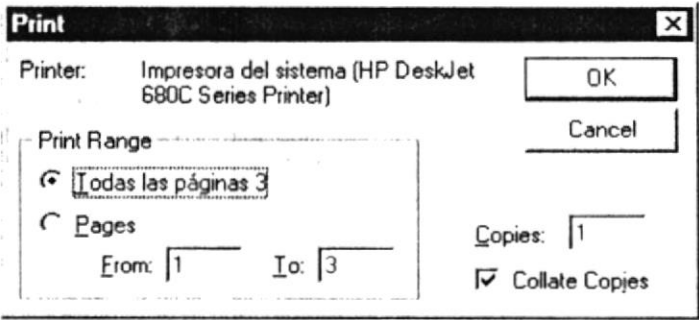 Print
Printer: Impresora del sistema (HP DeskJet
680C Series Printer)
OK
Cancel
Print Range
Todas las páginas 3
Pages
From: 1 To: 3
Copies: 1
Collate Copies